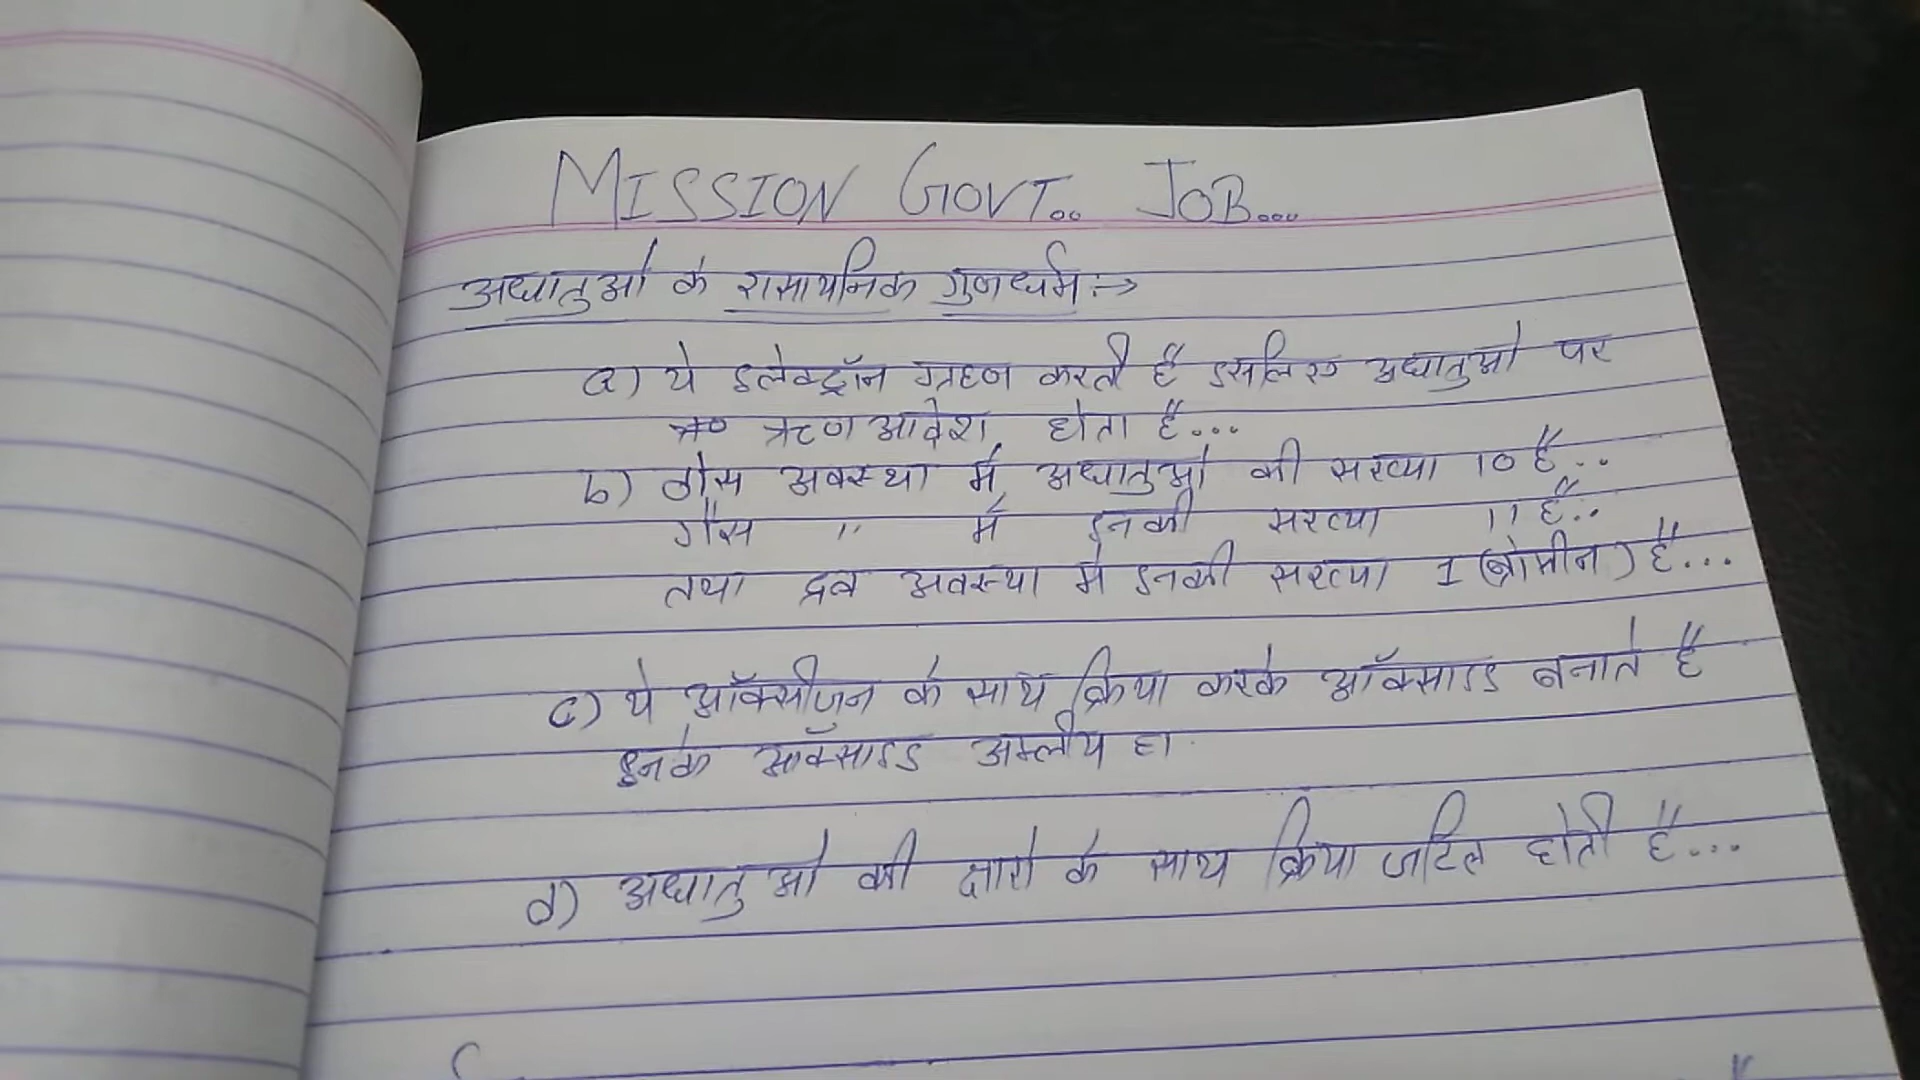 MISSION GOVT.. JOB...
अधातुओं के रासायनिक गुणधर्म :→
a) ये इलेक्ट्रॉन ग्रहण करती है इसलिए अधातुओ पर
ऋण आवेश होता है...
b) ठोस अवस्था में अधातुओं की संख्या 10 है...
गैस " में इनकी संख्या 11 है..
तथा द्रव अवस्था में इनकी संख्या 1 (ब्रोमीन) है...
c) ये ऑक्सीजन के साथ क्रिया करके ऑक्साइड बनाते है
इनके ऑक्साइड अम्लीय हा
d) अधातुओ की क्षारो के साथ क्रिया जटिल होती है...